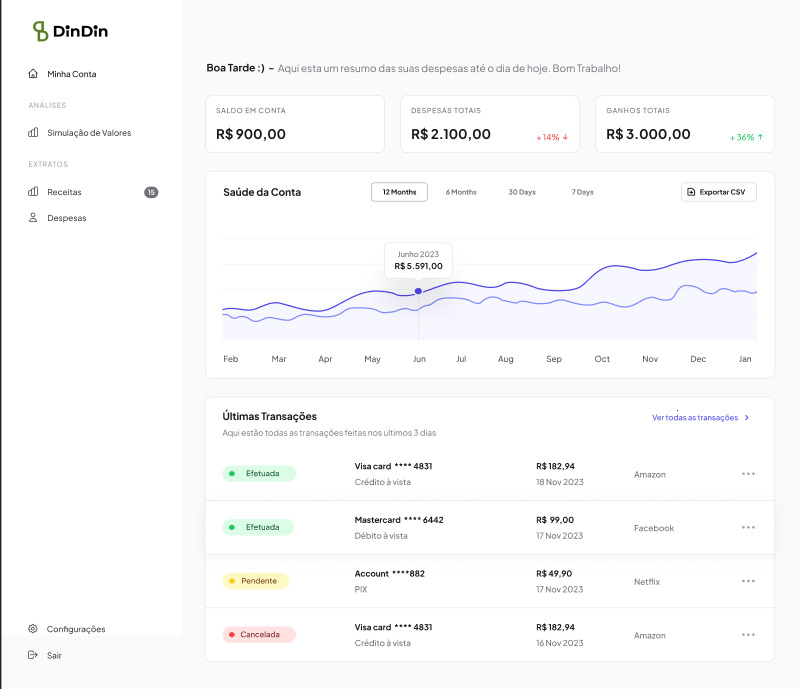 DinDin
Minha Conta
ANÁLISES
Simulação de Valores
EXTRATOS
Receitas 15
Despesas
Configurações
Sair
Boa Tarde :) - Aqui esta um resumo das suas despesas até o dia de hoje. Bom Trabalho!
SALDO EM CONTA
R$ 900,00
DESPESAS TOTAIS
R$ 2.100,00 +14% ↓
GANHOS TOTAIS
R$ 3.000,00 +36% ↑
Saúde da Conta 12 Months 6 Months 30 Days 7 Days Exportar CSV
Junho 2023
R$ 5.591,00
Feb Mar Apr May Jun Jul Aug Sep Oct Nov Dec Jan
Últimas Transações Ver todas as transações >
Aqui estão todas as transações feitas nos ultimos 3 dias
Efetuada
Visa card **** 4831
Crédito à vista
R$ 182,94
18 Nov 2023
Amazon
Efetuada
Mastercard **** 6442
Débito à vista
R$ 99,00
17 Nov 2023
Facebook
Pendente
Account ****882
PIX
R$ 49,90
17 Nov 2023
Netflix
Cancelada
Visa card **** 4831
Crédito à vista
R$ 182,94
16 Nov 2023
Amazon